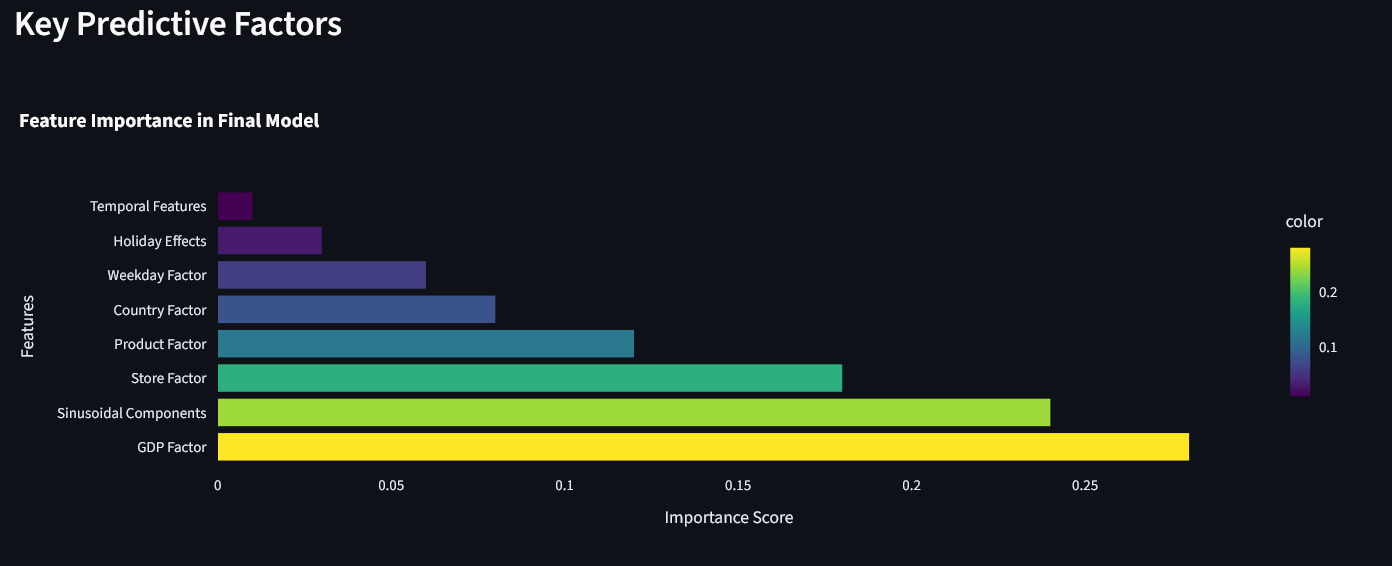 Key Predictive Factors
Feature Importance in Final Model
Features
Temporal Features
Holiday Effects
Weekday Factor
Country Factor
Product Factor
Store Factor
Sinusoidal Components
GDP Factor
0 0.05 0.1 0.15 0.2 0.25
Importance Score
color
0.2
0.1